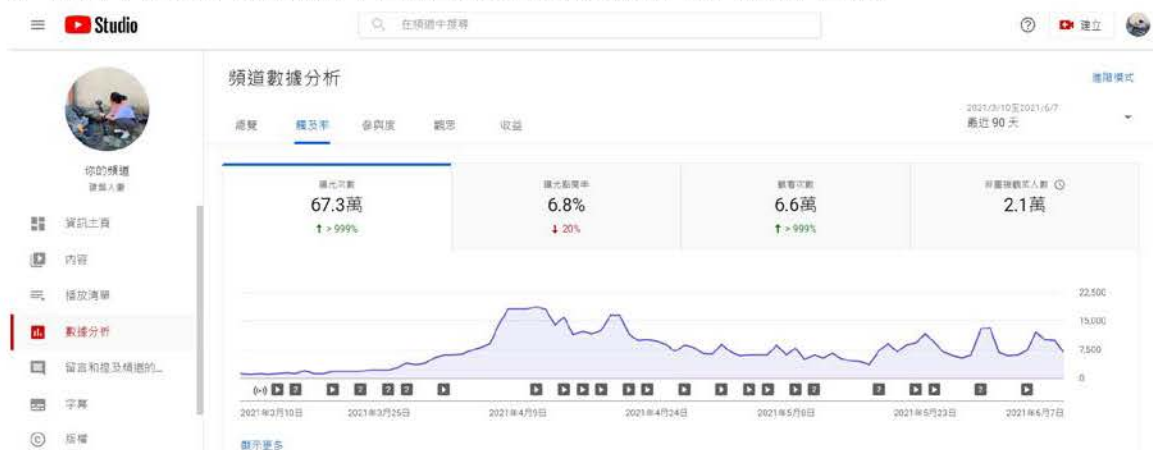 Studio
在頻道中搜尋
建立
頻道數據分析
進階模式
總覽 觸及率 參與度 觀眾 收益
2021/3/10至2021/6/7
最近 90 天
你的頻道
資訊主頁
內容
播放清單
數據分析
留言和提及頻道的...
字幕
版權
曝光次數
67.3萬
↑ > 999%
曝光點閱率
6.8%
↓ 20%
觀看次數
6.6萬
↑ > 999%
非重複觀眾人數
2.1萬
22,500
15,000
7,500
0
2021年3月10日 2021年3月25日 2021年4月9日 2021年4月24日 2021年5月8日 2021年5月23日 2021年6月7日
顯示更多